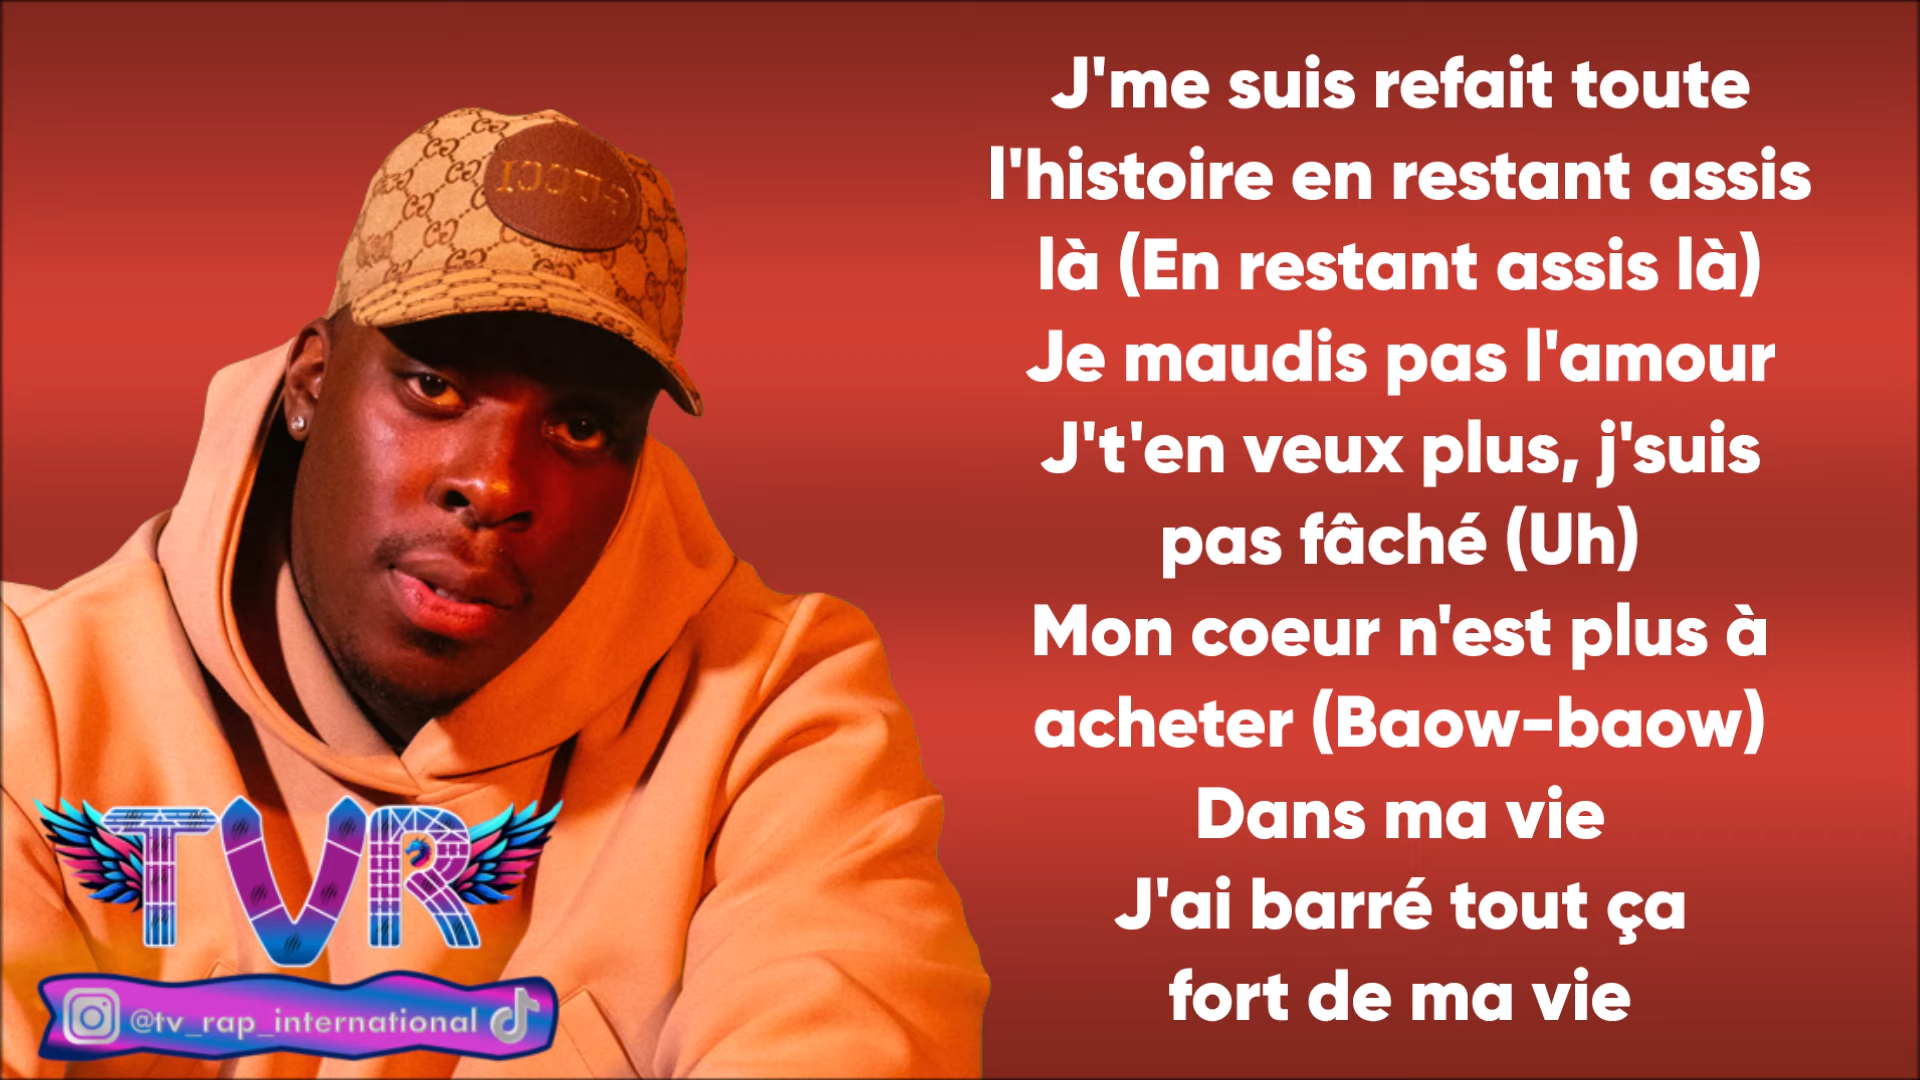 J'me suis refait toute
l'histoire en restant assis
là (En restant assis là)
Je maudis pas l'amour
J't'en veux plus, j'suis
pas fâché (Uh)
Mon coeur n'est plus à
acheter (Baow-baow)
Dans ma vie
J'ai barré tout ça
fort de ma vie
GUCCI
TVR
@tv_rap_international